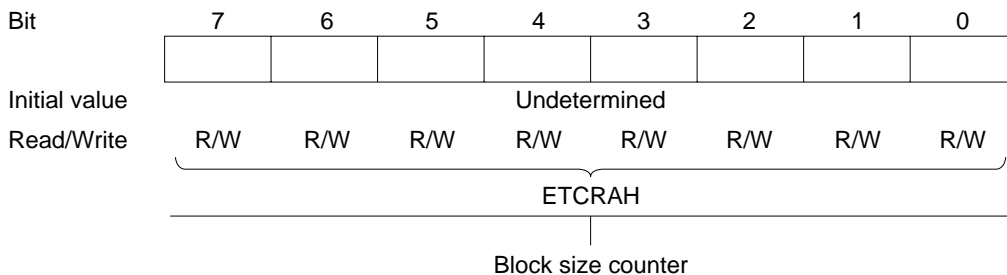 Bit 7 6 5 4 3 2 1 0
Initial value Undetermined
Read/Write R/W R/W R/W R/W R/W R/W R/W R/W
ETCRAH
Block size counter